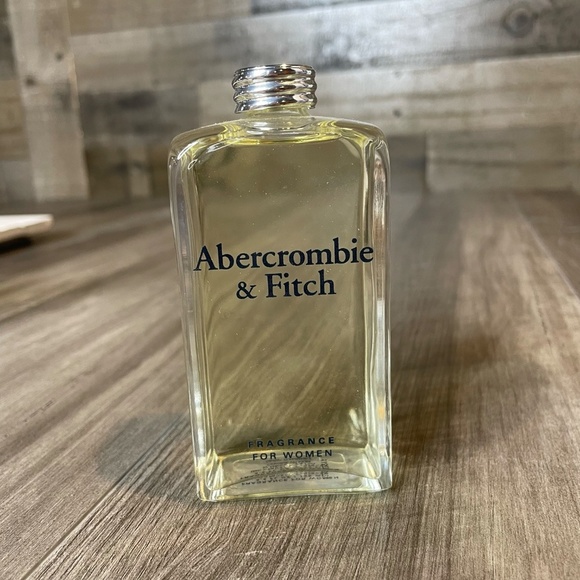 Abercrombie
& Fitch
FRAGRANCE
FOR WOMEN